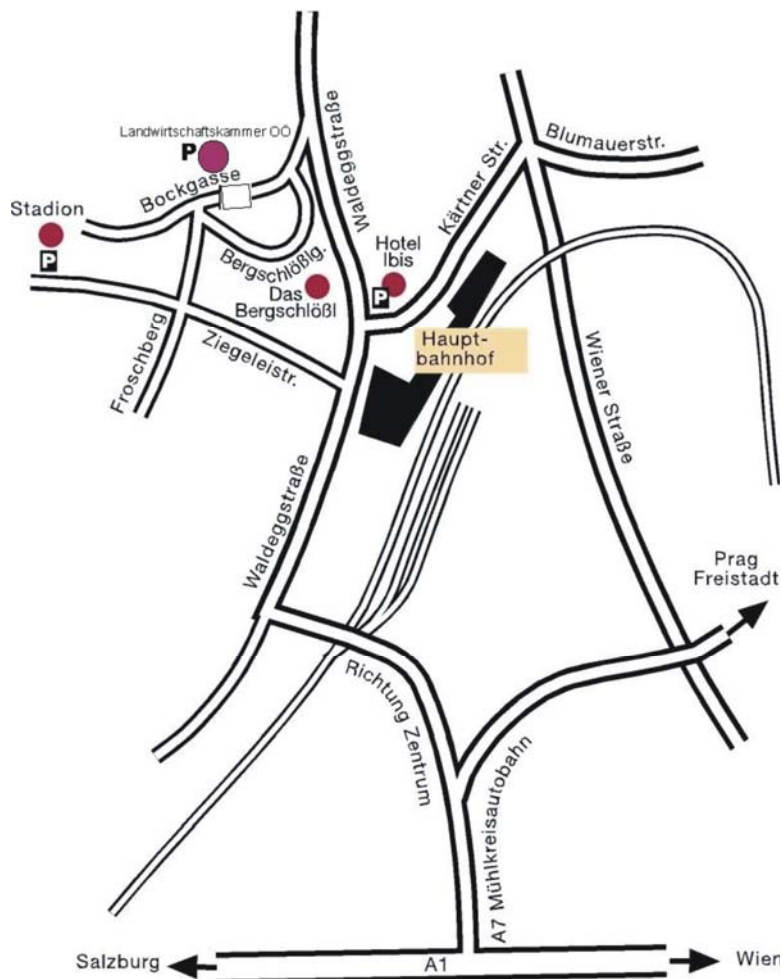 Landwirtschaftskammer OÖ
P
Bockgasse
Waldeggstraße
Kärtner Str.
Blumauerstr.
Stadion
P
Bergschlößlg.
Hotel
Ibis
P
Das
Bergschlößl
Froschberg
Ziegeleistr.
Haupt-
bahnhof
Wiener Straße
Waldeggstraße
Prag
Freistadt
Richtung Zentrum
A7 Mühlkreisautobahn
Salzburg
A1
Wien